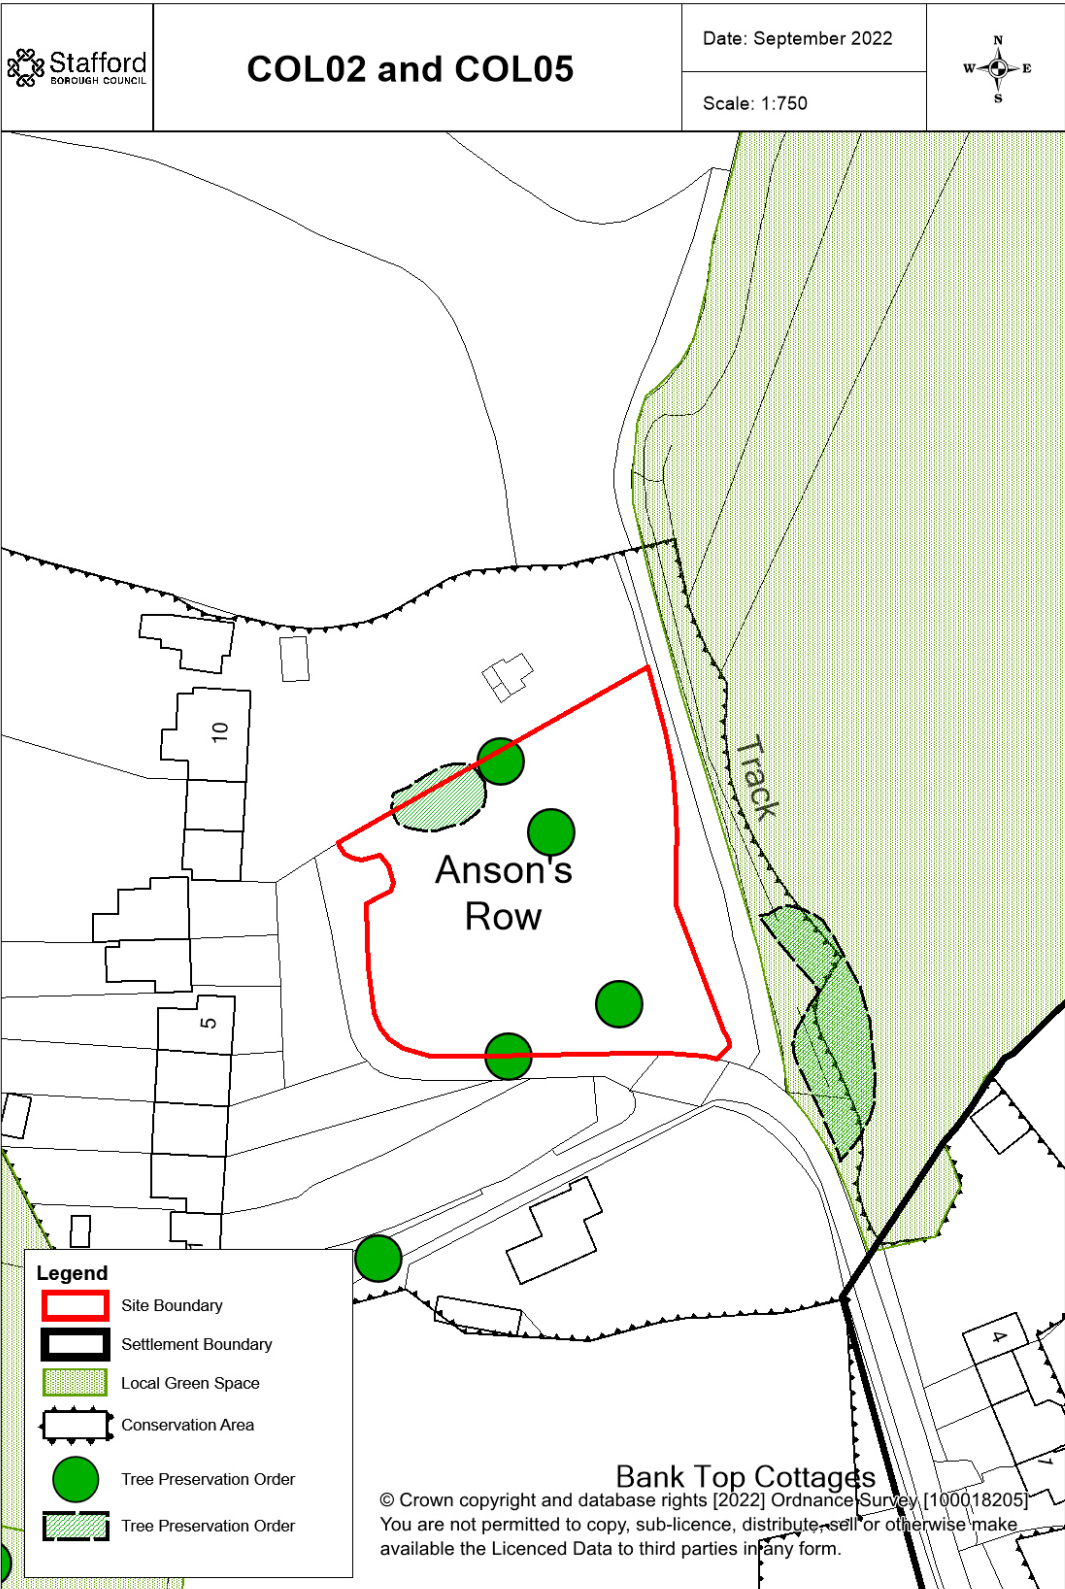 Stafford
BOROUGH COUNCIL
COL02 and COL05
Date: September 2022
Scale: 1:750
N
W E
S
10
Track
Anson's
Row
5
Legend
Site Boundary
Settlement Boundary
Local Green Space
Conservation Area
Tree Preservation Order
Tree Preservation Order
4
1
Bank Top Cottages
© Crown copyright and database rights [2022] Ordnance Survey [100018205]
You are not permitted to copy, sub-licence, distribute, sell or otherwise make
available the Licenced Data to third parties in any form.